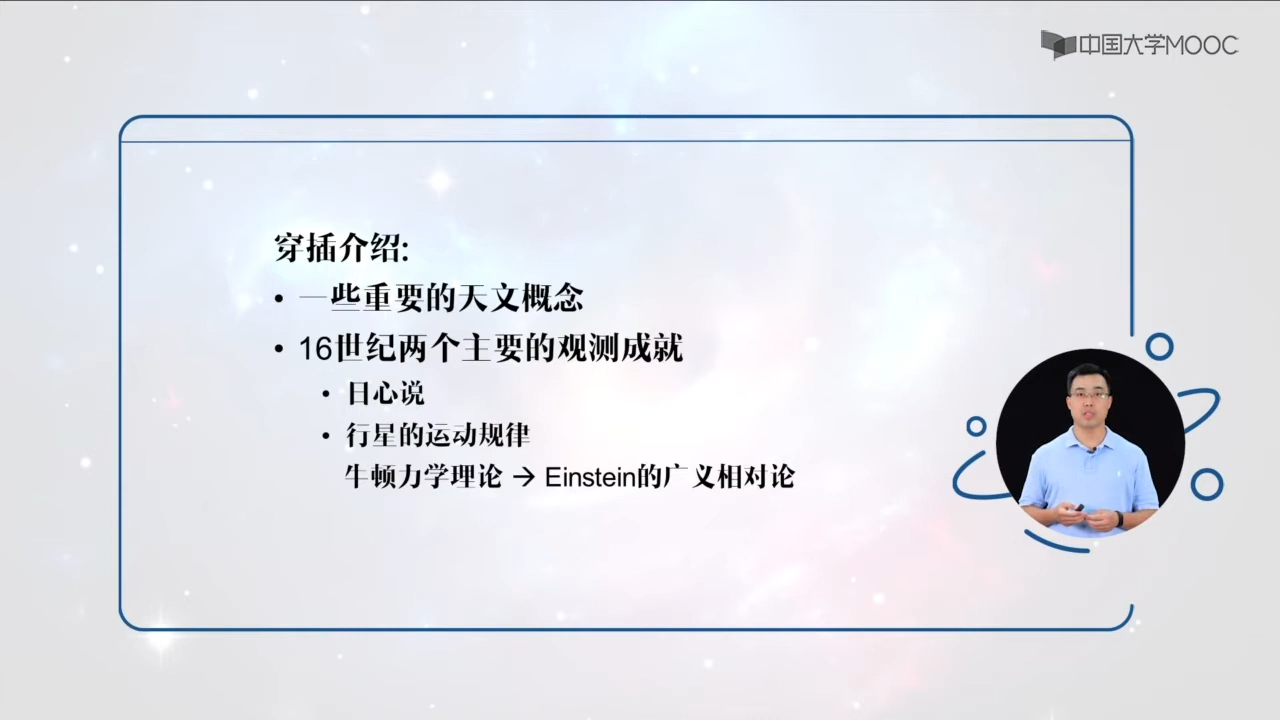 中国大学MOOC
穿插介绍:
• 一些重要的天文概念
• 16世纪两个主要的观测成就
• 日心说
• 行星的运动规律
牛顿力学理论 → Einstein的广义相对论